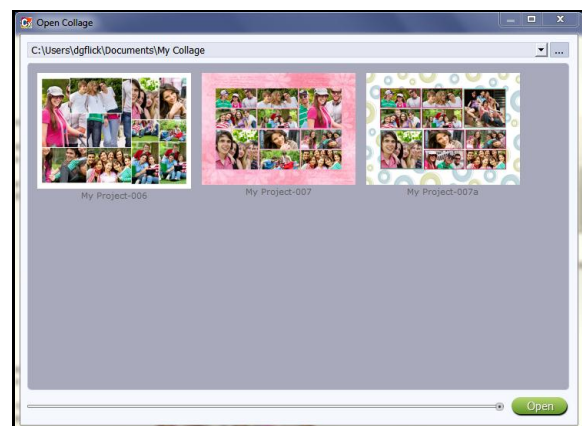 Open Collage
C:\Users\dgflick\Documents\My Collage
...
My Project-006
My Project-007
My Project-007a
Open